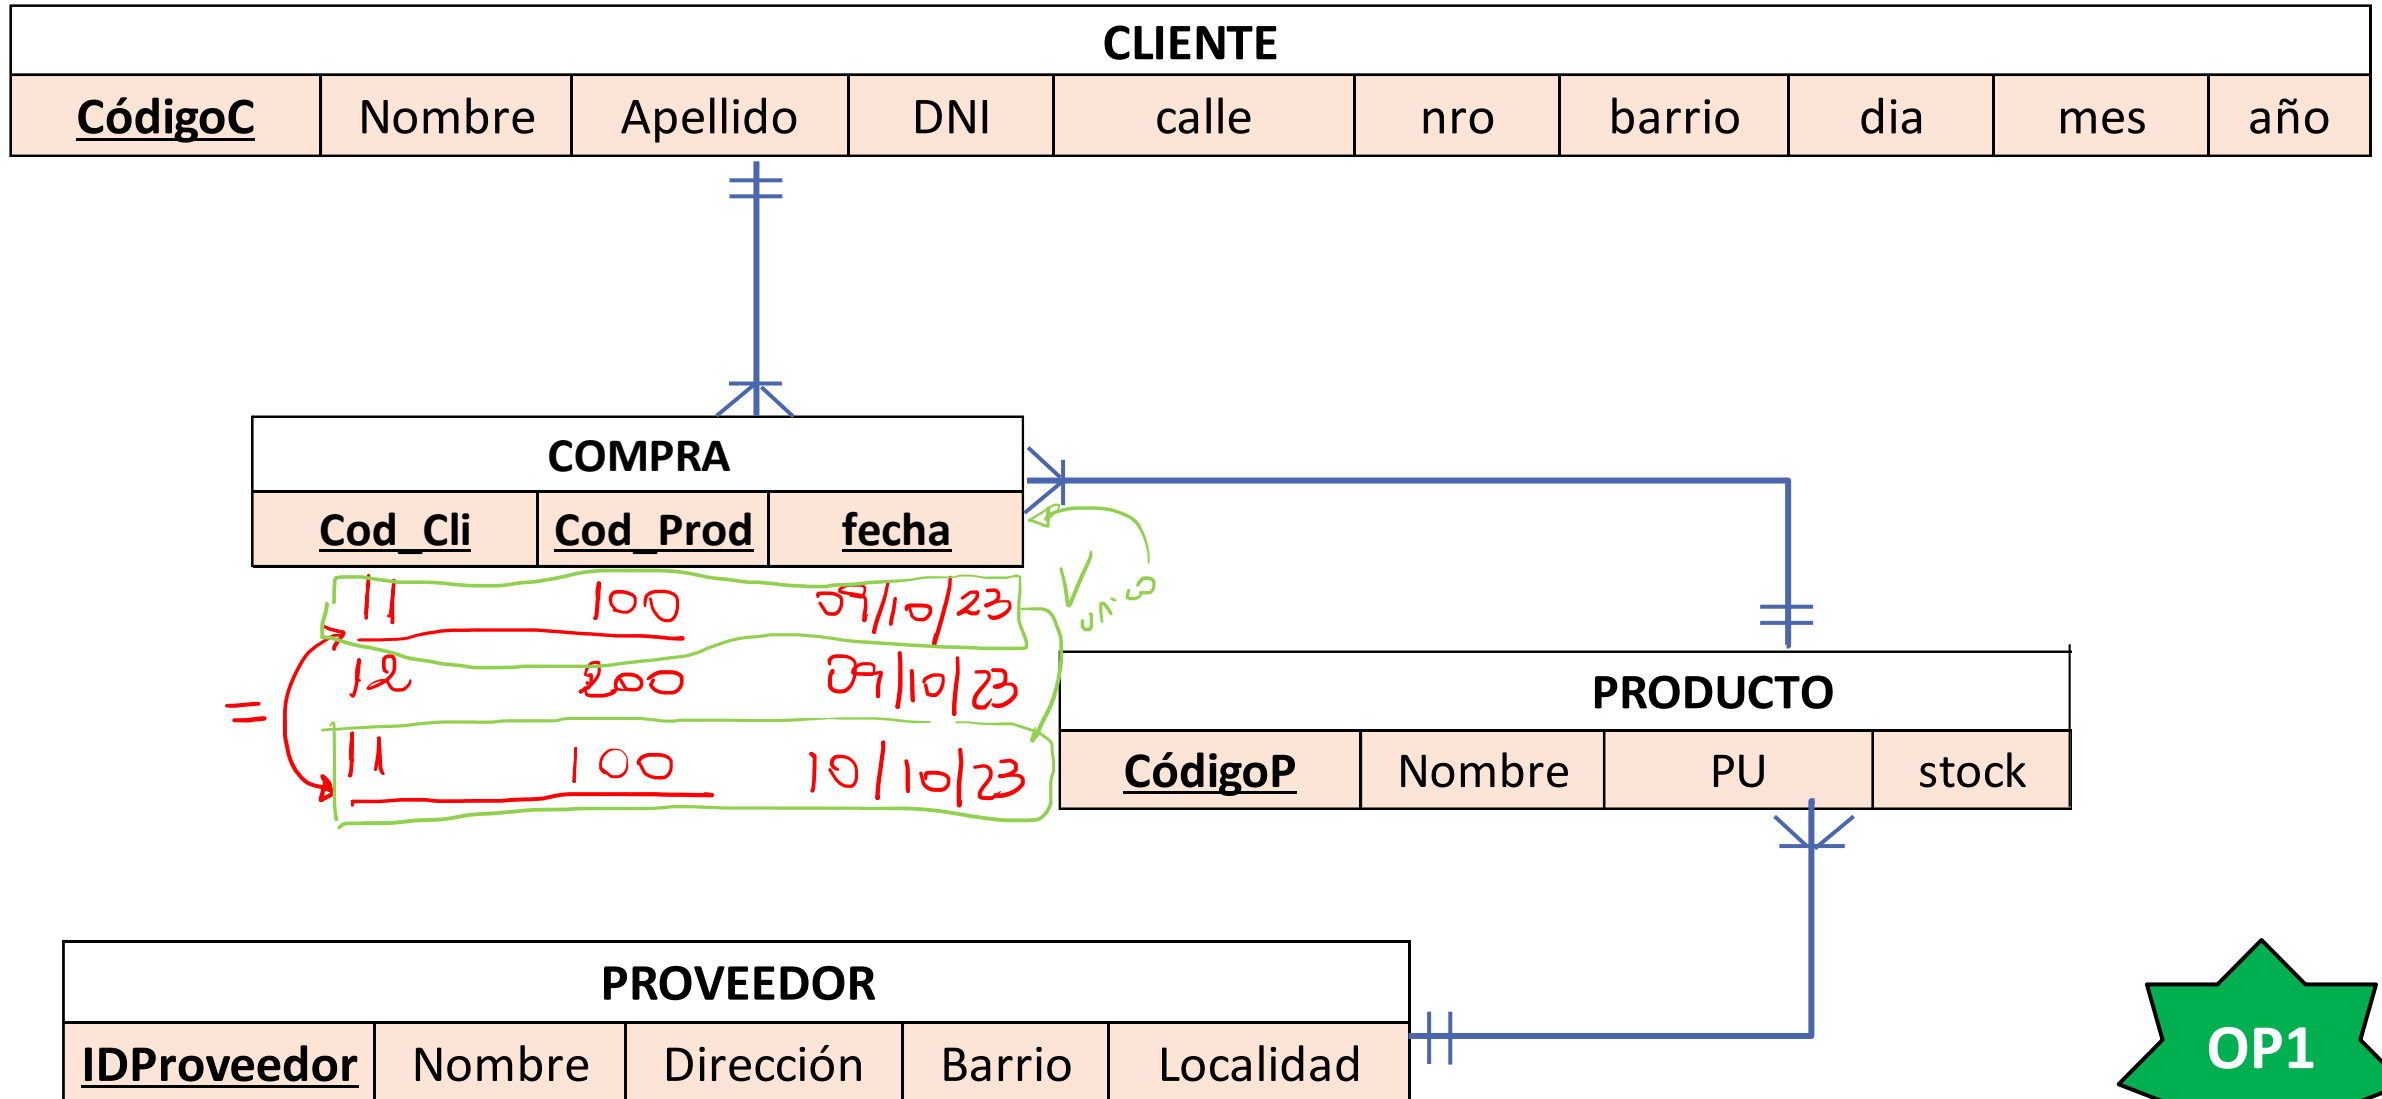 CLIENTE
CódigoC Nombre Apellido DNI calle nro barrio dia mes año
COMPRA
Cod_Cli Cod_Prod fecha
11 100 09/10/23
V único
12 200 09/10/23
=
11 100 10/10/23
PRODUCTO
CódigoP Nombre PU stock
PROVEEDOR
IDProveedor Nombre Dirección Barrio Localidad
OP1